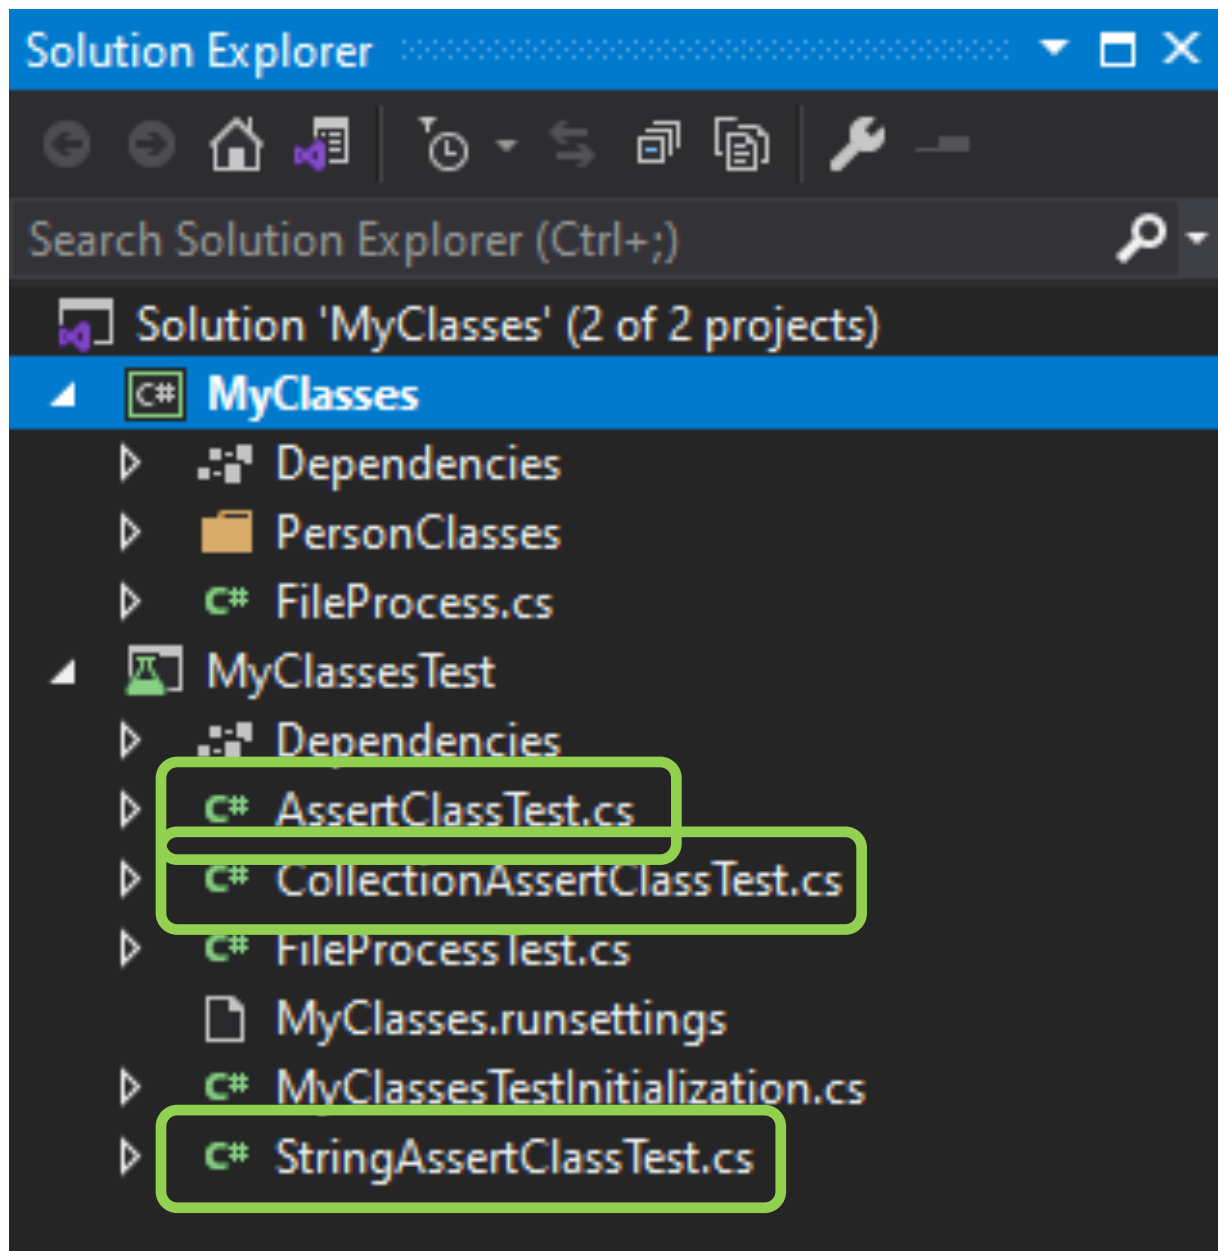 Solution Explorer
Search Solution Explorer (Ctrl+;)
Solution 'MyClasses' (2 of 2 projects)
C# MyClasses
Dependencies
PersonClasses
C# FileProcess.cs
MyClassesTest
Dependencies
C# AssertClassTest.cs
C# CollectionAssertClassTest.cs
C# FileProcessTest.cs
MyClasses.runsettings
C# MyClassesTestInitialization.cs
C# StringAssertClassTest.cs